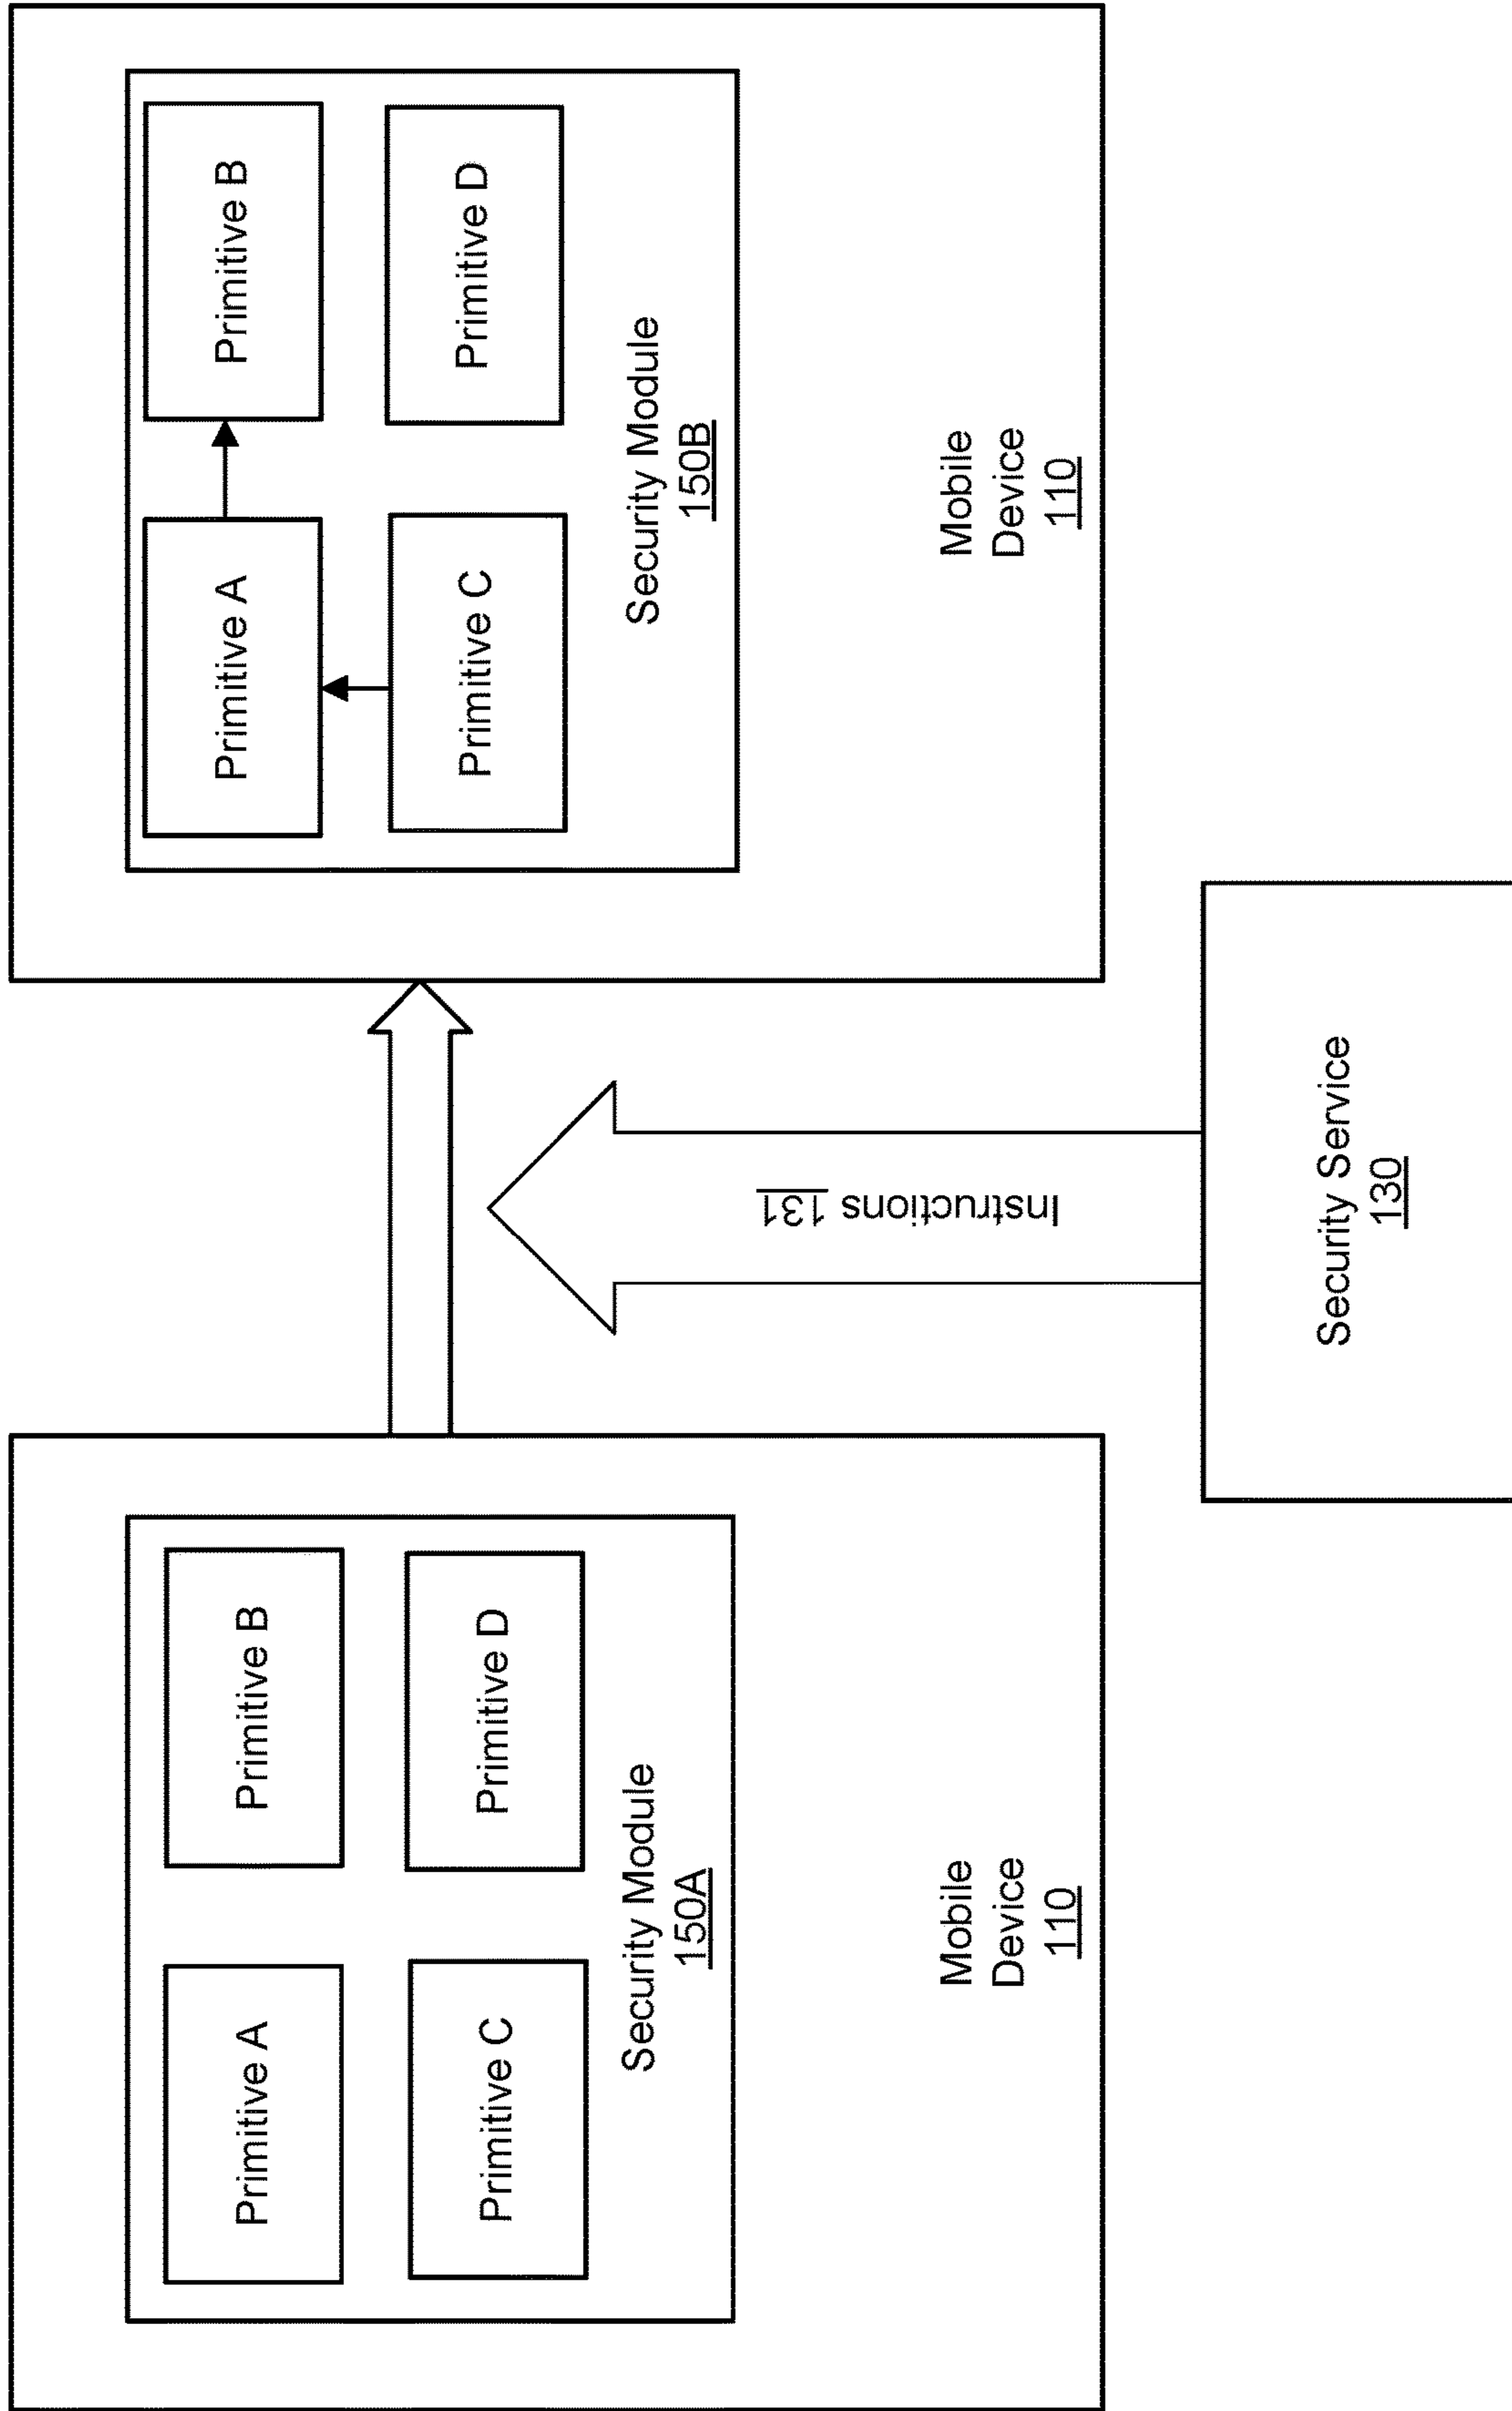 Primitive A
Primitive B
Primitive C
Primitive D
Security Module
150A
Mobile
Device
110
Primitive A
Primitive B
Primitive C
Primitive D
Security Module
150B
Mobile
Device
110
Instructions 131
Security Service
130